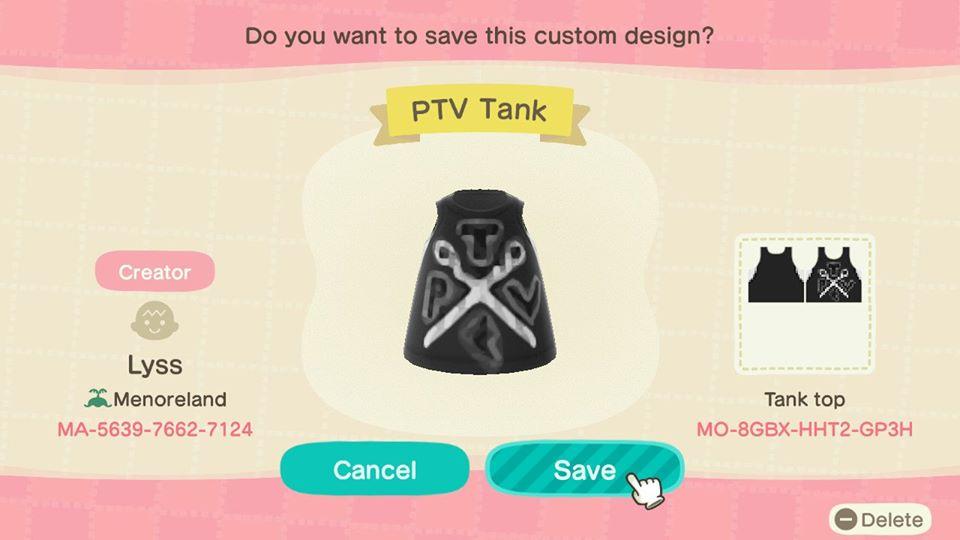 Do you want to save this custom design?
PTV Tank
T
P V
Creator
Lyss
Menoreland
MA-5639-7662-7124
Tank top
MO-8GBX-HHT2-GP3H
Cancel
Save
Delete